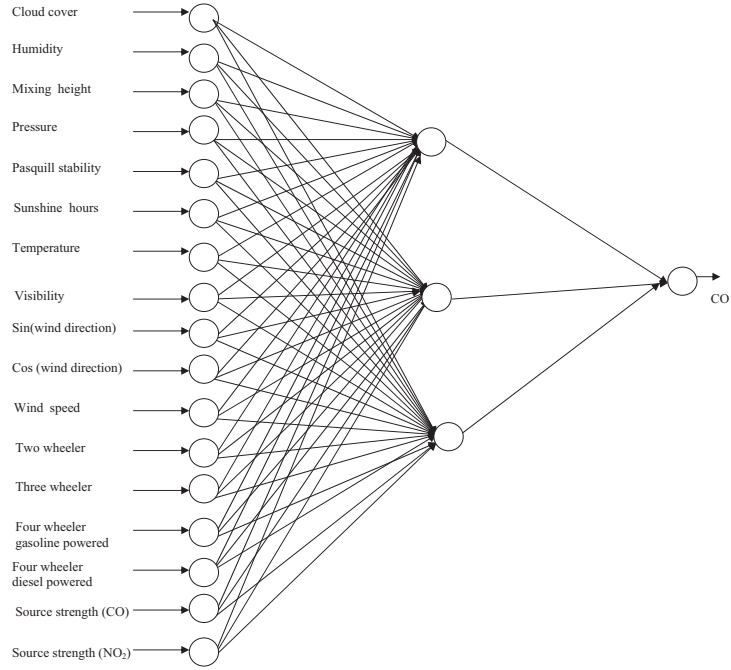 Cloud cover
Humidity
Mixing height
Pressure
Pasquill stability
Sunshine hours
Temperature
Visibility
Sin(wind direction)
Cos (wind direction)
Wind speed
Two wheeler
Three wheeler
Four wheeler
gasoline powered
Four wheeler
diesel powered
Source strength (CO)
Source strength (NO₂)
CO